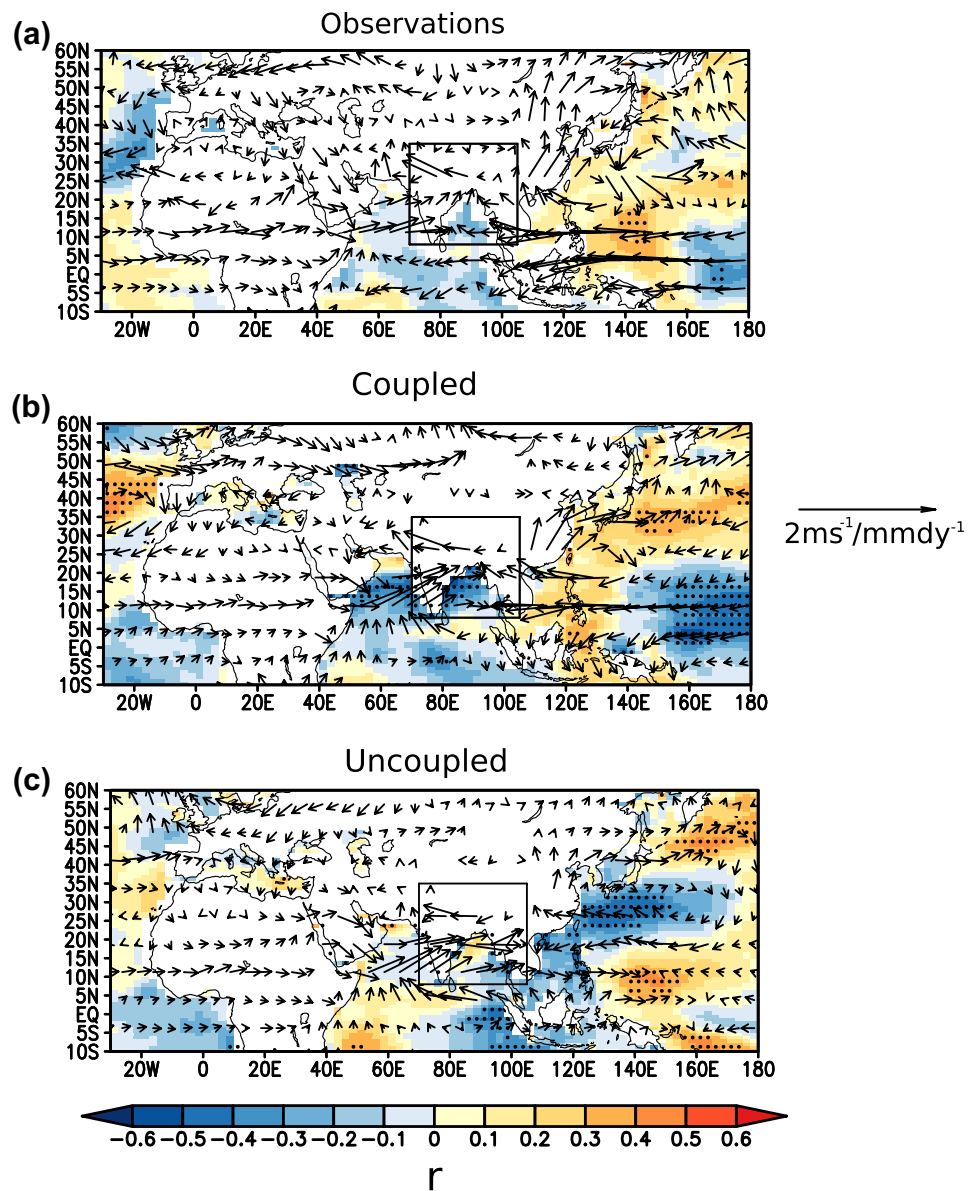 (a)
Observations
60N
55N
50N
45N
40N
35N
30N
25N
20N
15N
10N
5N
EQ
5S
10S
20W 0 20E 40E 60E 80E 100E 120E 140E 160E 180
(b)
Coupled
60N
55N
50N
45N
40N
35N
30N
25N
20N
15N
10N
5N
EQ
5S
10S
20W 0 20E 40E 60E 80E 100E 120E 140E 160E 180
2ms⁻¹/mmdy⁻¹
(c)
Uncoupled
60N
55N
50N
45N
40N
35N
30N
25N
20N
15N
10N
5N
EQ
5S
10S
20W 0 20E 40E 60E 80E 100E 120E 140E 160E 180
−0.6 −0.5 −0.4 −0.3 −0.2 −0.1 0 0.1 0.2 0.3 0.4 0.5 0.6
r